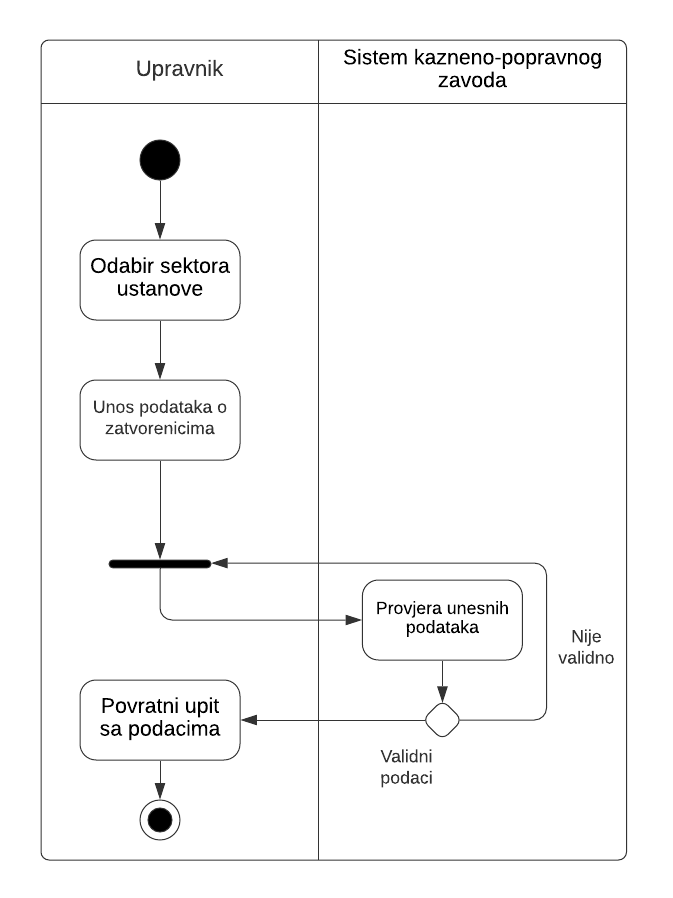 Upravnik
Sistem kazneno-popravnog
zavoda
Odabir sektora
ustanove
Unos podataka o
zatvorenicima
Provjera unesnih
podataka
Nije
validno
Povratni upit
sa podacima
Validni
podaci